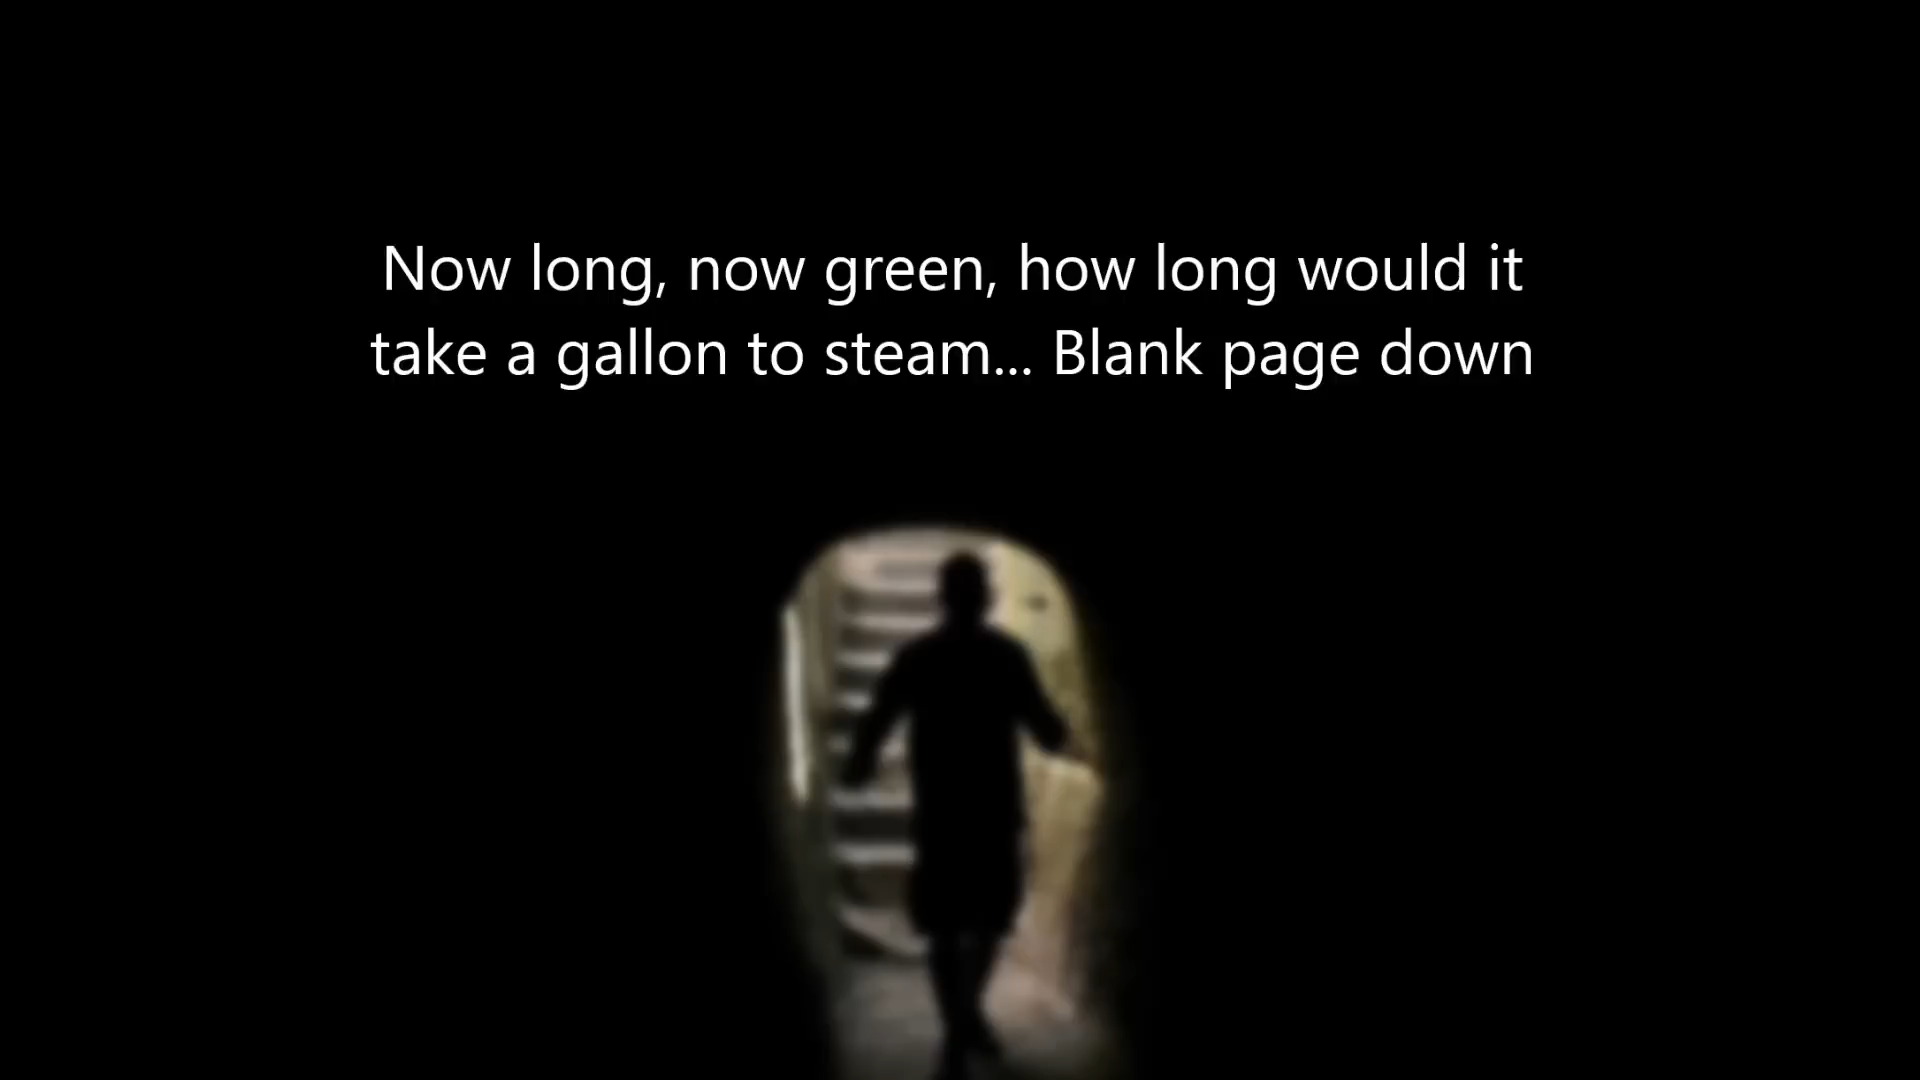 Now long, now green, how long would it
take a gallon to steam... Blank page down